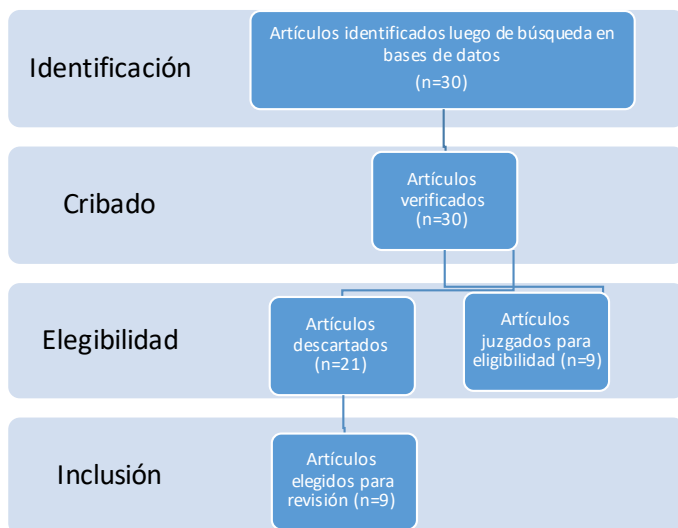 Identificación
Artículos identificados luego de búsqueda en
bases de datos
(n=30)
Cribado
Artículos
verificados
(n=30)
Elegibilidad
Artículos
descartados
(n=21)
Artículos
juzgados para
eligibilidad (n=9)
Inclusión
Artículos
elegidos para
revisión (n=9)